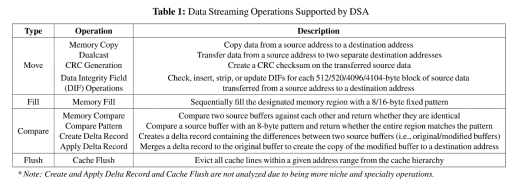 Table 1: Data Streaming Operations Supported by DSA
Type Operation Description
Move
Memory Copy Copy data from a source address to a destination address
Dualcast Transfer data from a source address to two separate destination addresses
CRC Generation Create a CRC checksum on the transferred source data
Data Integrity Field Check, insert, strip, or update DIFs for each 512/520/4096/4104-byte block of source data
(DIF) Operations transferred from a source address to a destination address
Fill Memory Fill Sequentially fill the designated memory region with a 8/16-byte fixed pattern
Compare
Memory Compare Compare two source buffers against each other and return whether they are identical
Compare Pattern Compare a source buffer with an 8-byte pattern and return whether the entire region matches the pattern
Create Delta Record Creates a delta record containing the differences between two source buffers (i.e., original/modified buffers)
Apply Delta Record Merges a delta record to the original buffer to create the copy of the modified buffer to a destination address
Flush Cache Flush Evict all cache lines within a given address range from the cache hierarchy
* Note: Create and Apply Delta Record and Cache Flush are not analyzed due to being more niche and specialty operations.